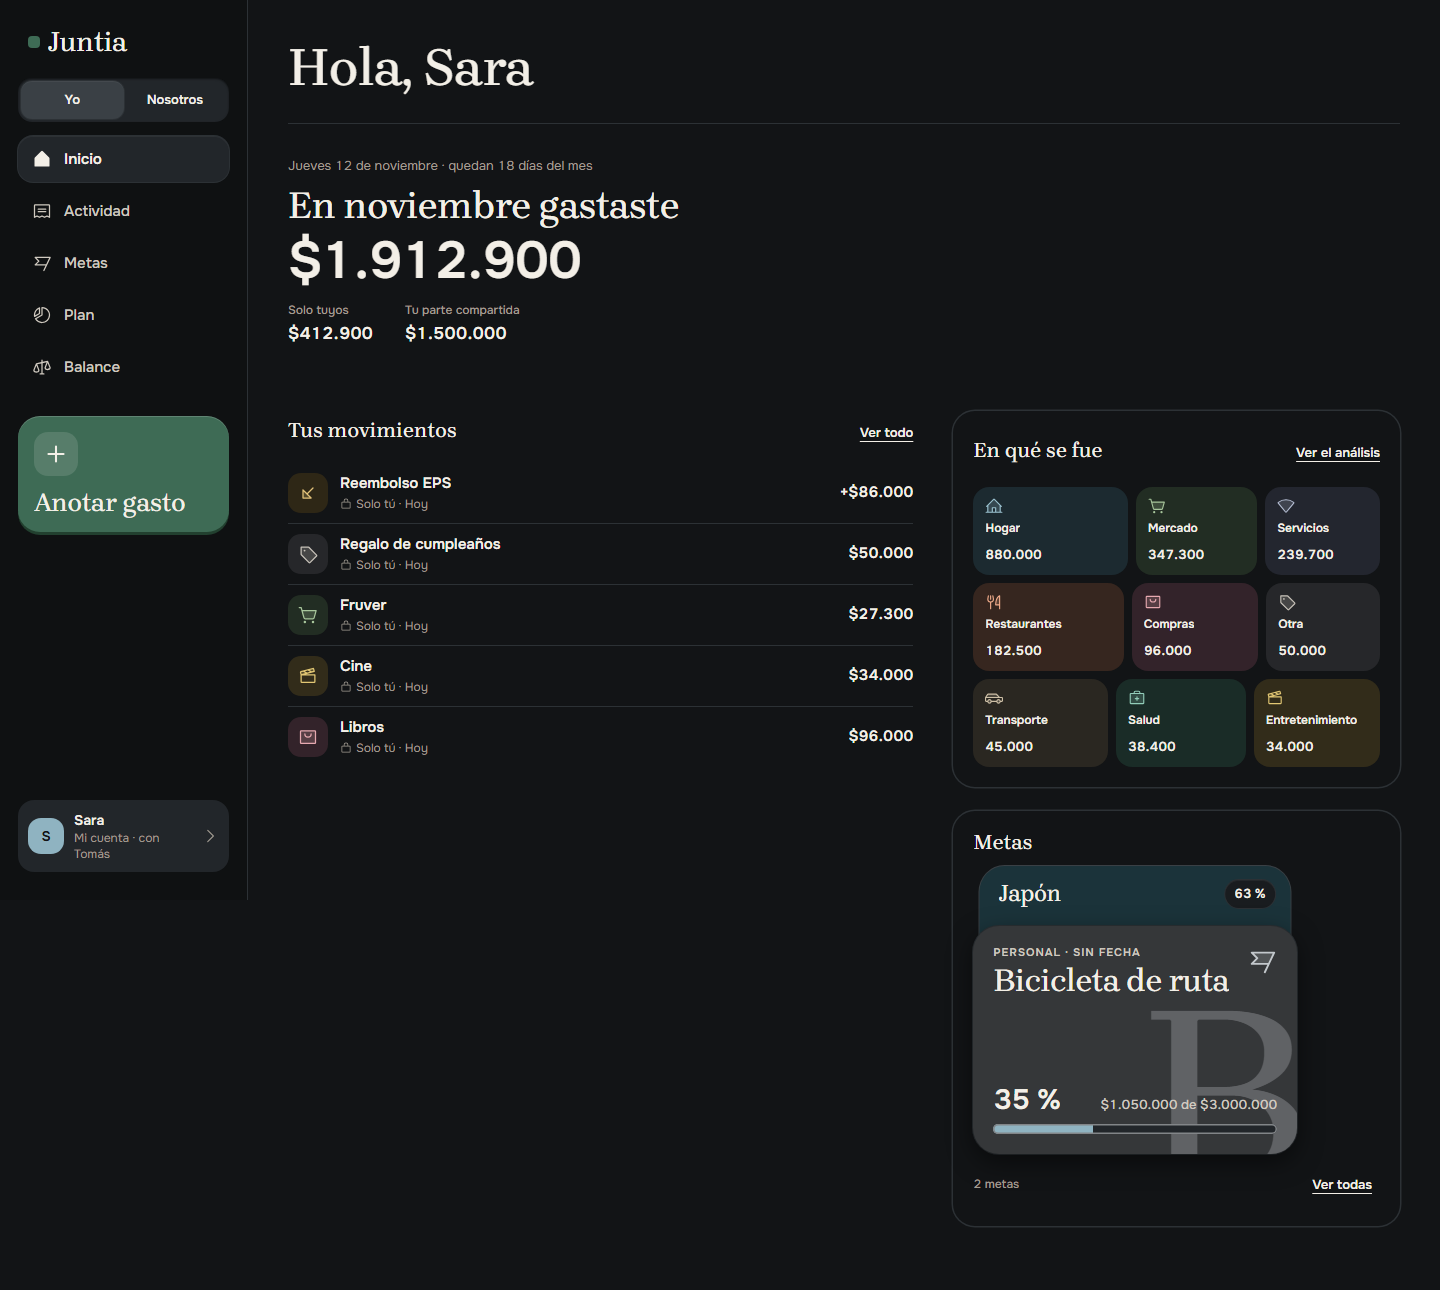 Juntia
Yo
Nosotros
Inicio
Actividad
Metas
Plan
Balance
Anotar gasto
S
Sara
Mi cuenta · con
Tomás
Hola, Sara
Jueves 12 de noviembre · quedan 18 días del mes
En noviembre gastaste
$1.912.900
Solo tuyos
$412.900
Tu parte compartida
$1.500.000
Tus movimientos
Ver todo
Reembolso EPS
Solo tú · Hoy
+$86.000
Regalo de cumpleaños
Solo tú · Hoy
$50.000
Fruver
Solo tú · Hoy
$27.300
Cine
Solo tú · Hoy
$34.000
Libros
Solo tú · Hoy
$96.000
En qué se fue
Ver el análisis
Hogar
880.000
Mercado
347.300
Servicios
239.700
Restaurantes
182.500
Compras
96.000
Otra
50.000
Transporte
45.000
Salud
38.400
Entretenimiento
34.000
Metas
Japón
63 %
PERSONAL · SIN FECHA
Bicicleta de ruta
B
35 %
$1.050.000 de $3.000.000
2 metas
Ver todas